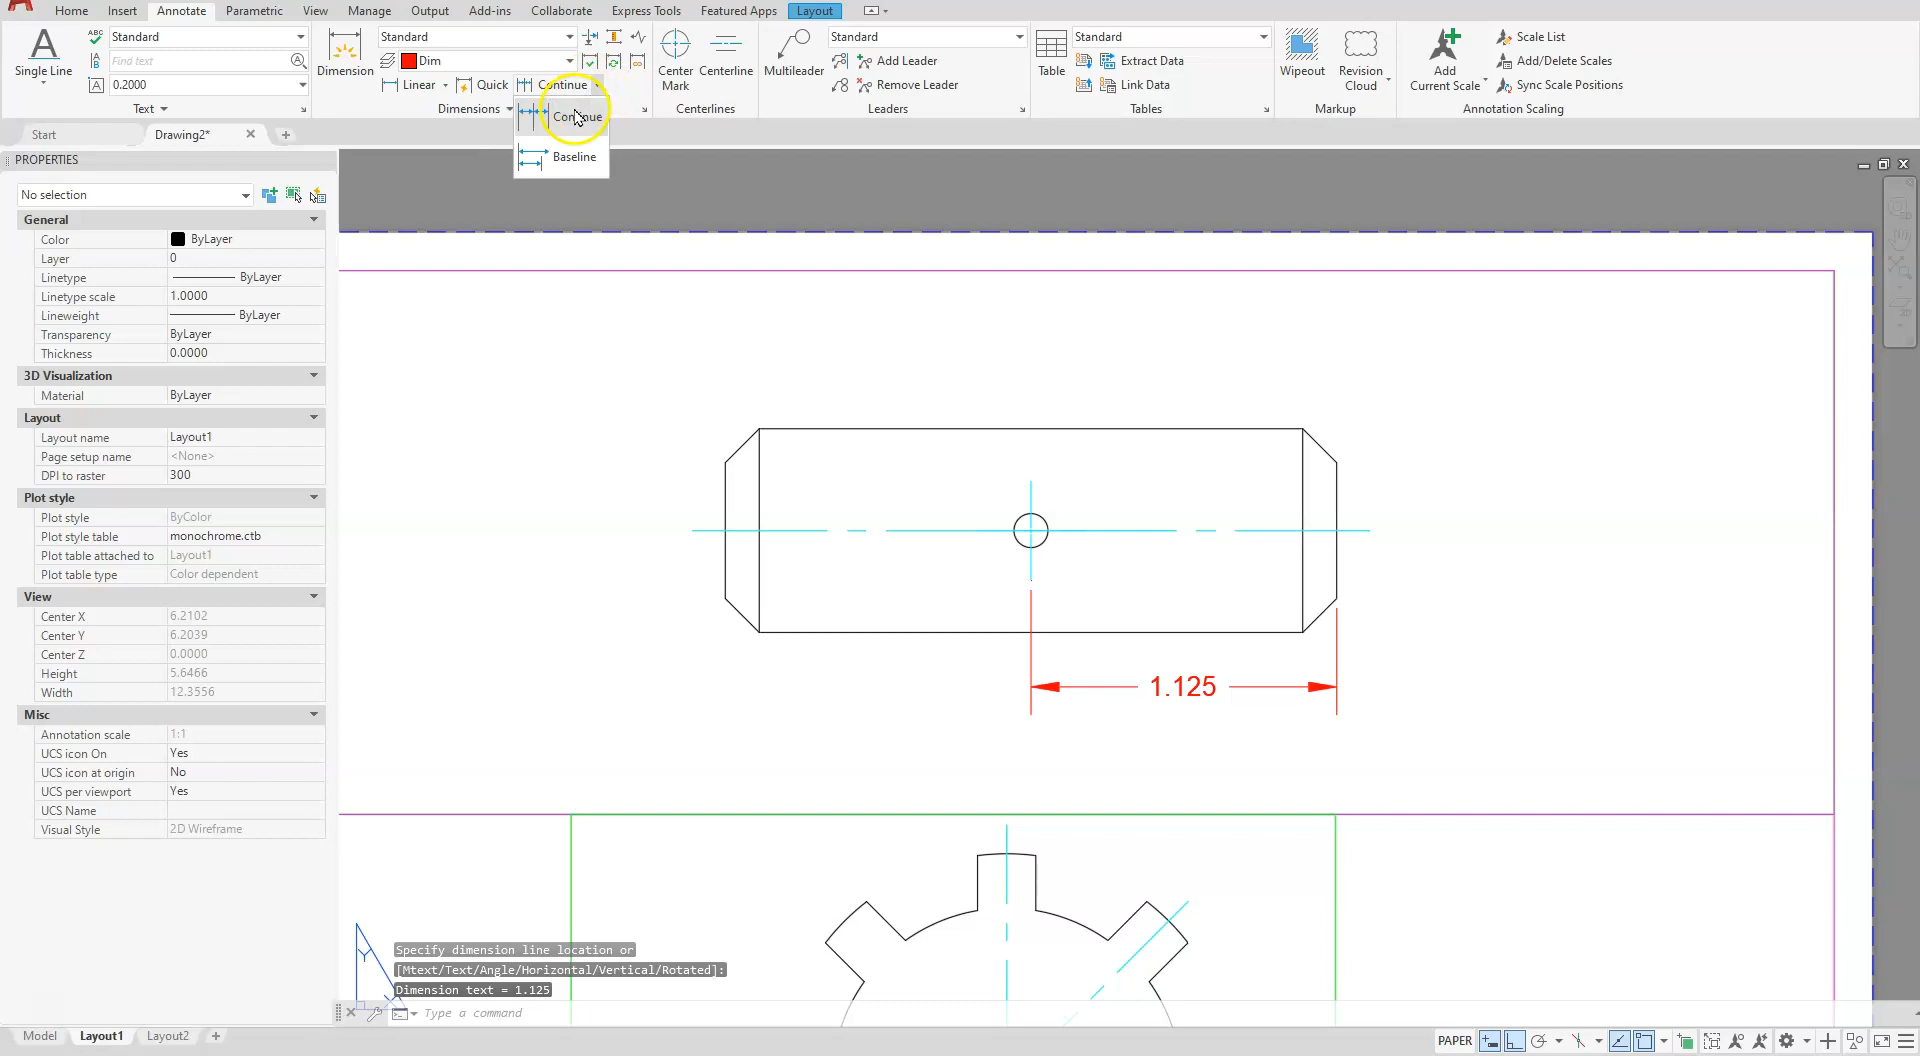 Home Insert Annotate Parametric View Manage Output Add-ins Collaborate Express Tools Featured Apps Layout
Single Line
ABC Standard
Find text
0.2000
Text
Dimension
Standard
Dim
Linear Quick Continue
Dimensions
Continue
Baseline
Center Mark
Centerline
Centerlines
Multileader
Standard
Add Leader
Remove Leader
Leaders
Table
Standard
Extract Data
Link Data
Tables
Wipeout
Revision Cloud
Markup
Add Current Scale
Scale List
Add/Delete Scales
Sync Scale Positions
Annotation Scaling
Start Drawing2*
PROPERTIES
No selection
General
Color ByLayer
Layer 0
Linetype ByLayer
Linetype scale 1.0000
Lineweight ByLayer
Transparency ByLayer
Thickness 0.0000
3D Visualization
Material ByLayer
Layout
Layout name Layout1
Page setup name <None>
DPI to raster 300
Plot style
Plot style ByColor
Plot style table monochrome.ctb
Plot table attached to Layout1
Plot table type Color dependent
View
Center X 6.2102
Center Y 6.2039
Center Z 0.0000
Height 5.6466
Width 12.3556
Misc
Annotation scale 1:1
UCS icon On Yes
UCS icon at origin No
UCS per viewport Yes
UCS Name
Visual Style 2D Wireframe
1.125
Y
Specify dimension line location or
[Mtext/Text/Angle/Horizontal/Vertical/Rotated]:
Dimension text = 1.125
Type a command
Model Layout1 Layout2
PAPER